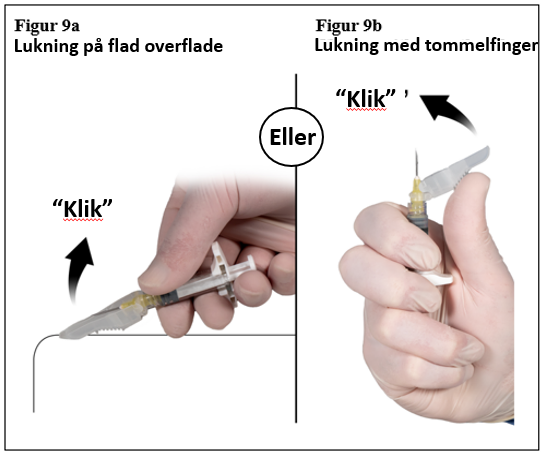 Figur 9a
Lukning på flad overflade
“Klik”
Eller
Figur 9b
Lukning med tommelfinger
“Klik” ’